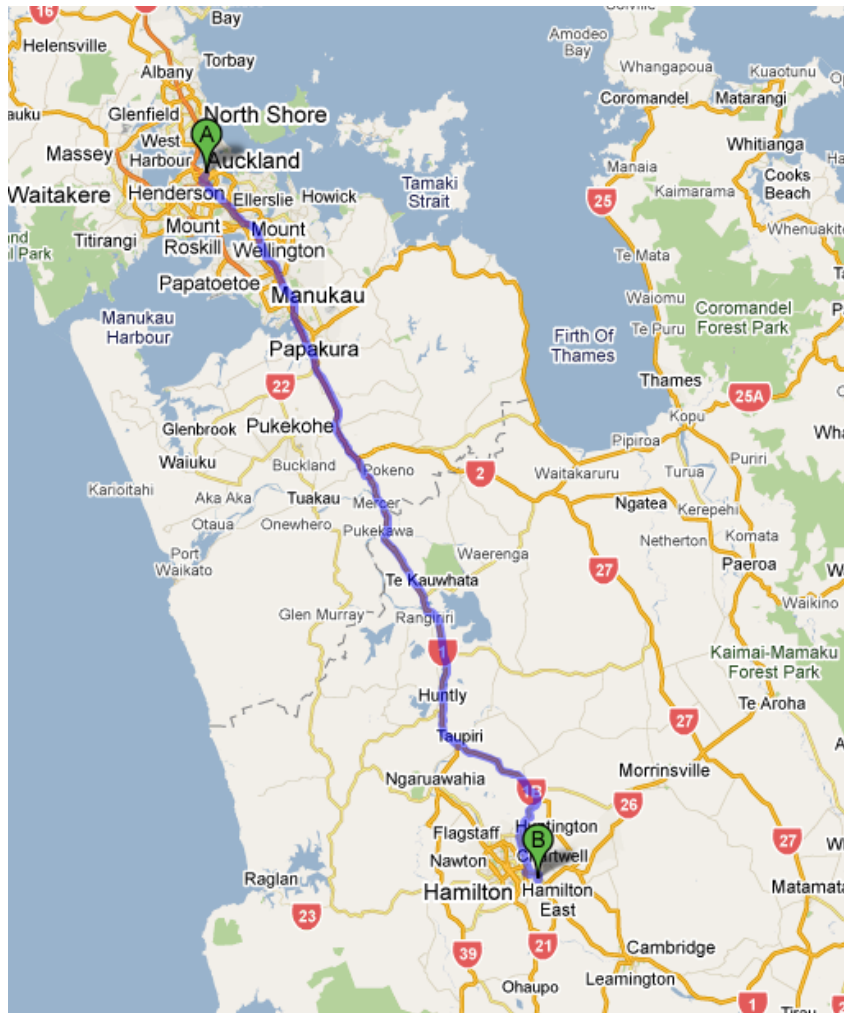 16
Bay
Helensville
Torbay
Albany
Amodeo
Bay
Whangapoua
Kuaotunu
Coromandel
Matarangi
Glenfield
North Shore
A
West
Harbour
Auckland
Massey
Whitianga
Manaia
Cooks
Beach
Tamaki
Strait
Waitakere
Henderson
Ellerslie
Howick
25
Kaimarama
Mount
Roskill
Mount
Wellington
Titirangi
Te Mata
Papatoetoe
Manukau
Waiomu
Coromandel
Forest Park
Manukau
Harbour
Te Puru
Firth Of
Thames
Papakura
22
Thames
25A
Glenbrook
Pukekohe
Kopu
Waiuku
Buckland
Pokeno
2
Pipiroa
Puriri
Waitakaruru
Turua
Karioitahi
Aka Aka
Tuakau
Mercer
Ngatea
Kerepehi
Otaua
Onewhero
Pukekawa
Netherton
Komata
Port
Waikato
Waerenga
Paeroa
27
Te Kauwhata
Waikino
Glen Murray
Rangiriri
1
Kaimai-Mamaku
Forest Park
Huntly
Te Aroha
27
Taupiri
Ngaruawahia
Morrinsville
1B
26
Flagstaff
Huntington
B
27
Nawton
Chartwell
Raglan
Hamilton
Hamilton
East
Matamata
23
39
21
Cambridge
Ohaupo
Leamington
1